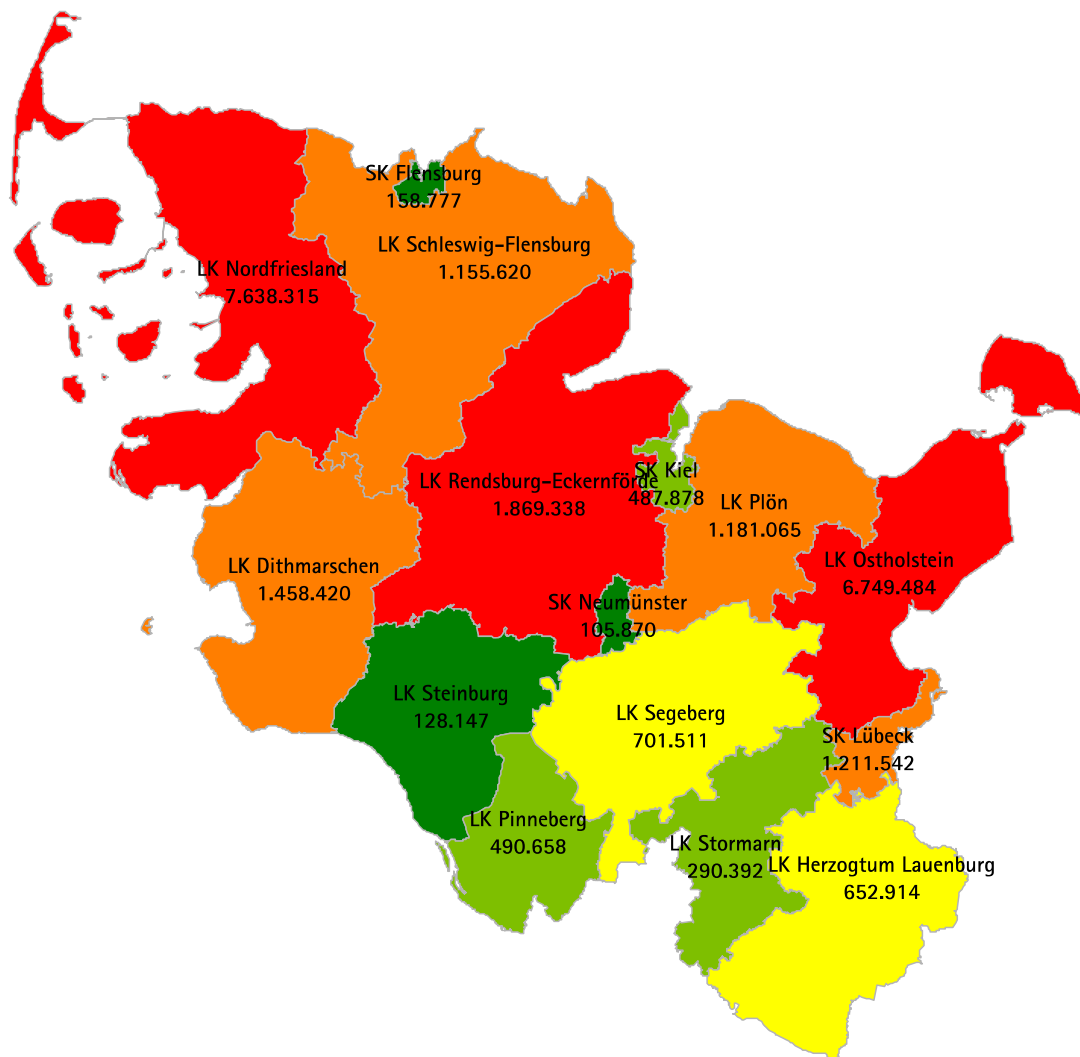 SK Flensburg
158.777
LK Schleswig-Flensburg
1.155.620
LK Nordfriesland
7.638.315
SK Kiel
487.878
LK Rendsburg-Eckernförde
1.869.338
LK Plön
1.181.065
LK Ostholstein
6.749.484
LK Dithmarschen
1.458.420
SK Neumünster
105.870
LK Steinburg
128.147
LK Segeberg
701.511
SK Lübeck
1.211.542
LK Pinneberg
490.658
LK Stormarn
290.392
LK Herzogtum Lauenburg
652.914